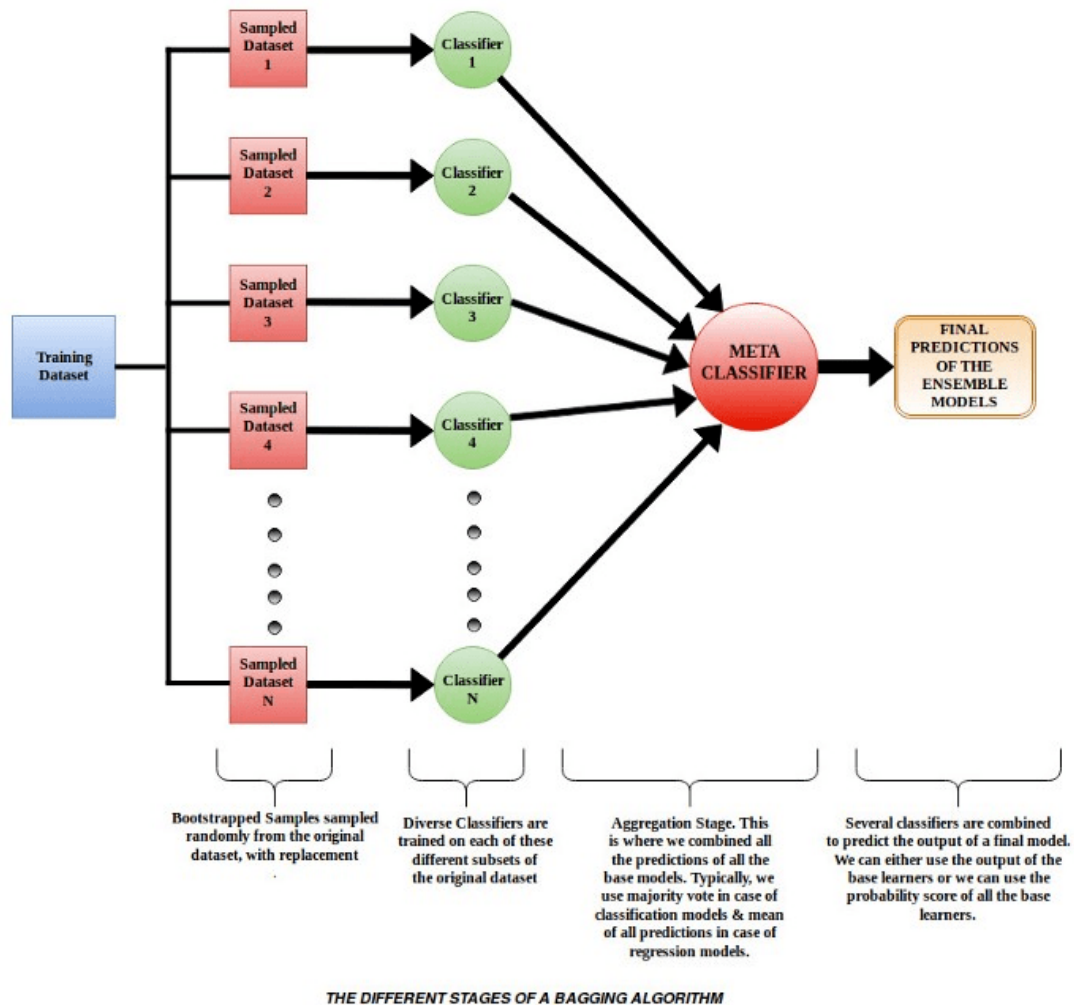 Sampled
Dataset
1
Classifier
1
Sampled
Dataset
2
Classifier
2
Sampled
Dataset
3
Classifier
3
Training
Dataset
META
CLASSIFIER
FINAL
PREDICTIONS
OF THE
ENSEMBLE
MODELS
Sampled
Dataset
4
Classifier
4
Sampled
Dataset
N
Classifier
N
Bootstrapped Samples sampled
randomly from the original
dataset, with replacement
.
Diverse Classifiers are
trained on each of these
different subsets of
the original dataset
Aggregation Stage. This
is where we combined all
the predictions of all the
base models. Typically, we
use majority vote in case of
classification models & mean
of all predictions in case of
regression models.
Several classifiers are combined
to predict the output of a final model.
We can either use the output of the
base learners or we can use the
probability score of all the base
learners.
THE DIFFERENT STAGES OF A BAGGING ALGORITHM